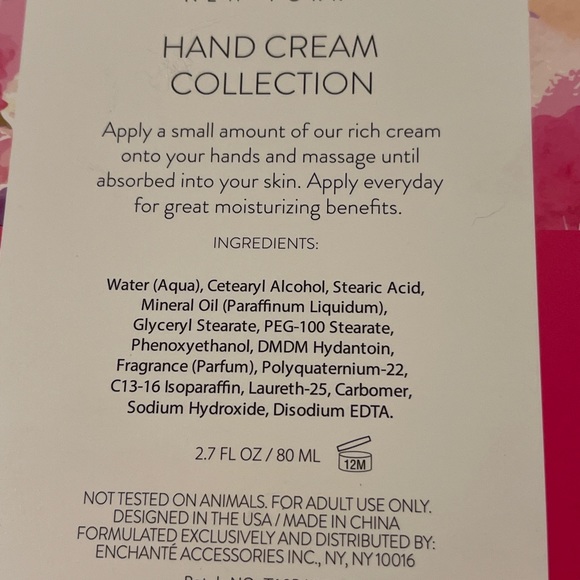 HAND CREAM
COLLECTION
Apply a small amount of our rich cream
onto your hands and massage until
absorbed into your skin. Apply everyday
for great moisturizing benefits.
INGREDIENTS:
Water (Aqua), Cetearyl Alcohol, Stearic Acid,
Mineral Oil (Paraffinum Liquidum),
Glyceryl Stearate, PEG-100 Stearate,
Phenoxyethanol, DMDM Hydantoin,
Fragrance (Parfum), Polyquaternium-22,
C13-16 Isoparaffin, Laureth-25, Carbomer,
Sodium Hydroxide, Disodium EDTA.
2.7 FL OZ / 80 ML 12M
NOT TESTED ON ANIMALS. FOR ADULT USE ONLY.
DESIGNED IN THE USA / MADE IN CHINA
FORMULATED EXCLUSIVELY AND DISTRIBUTED BY:
ENCHANTÉ ACCESSORIES INC., NY, NY 10016